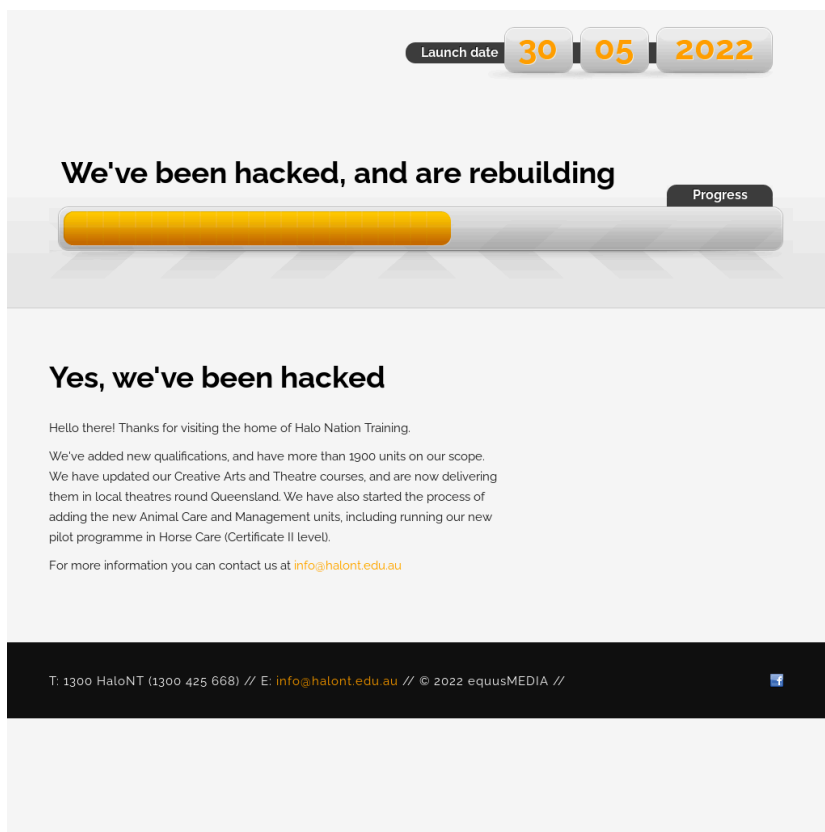 Launch date 30 05 2022
We've been hacked, and are rebuilding
Progress
Yes, we've been hacked
Hello there! Thanks for visiting the home of Halo Nation Training.
We've added new qualifications, and have more than 1900 units on our scope.
We have updated our Creative Arts and Theatre courses, and are now delivering
them in local theatres round Queensland. We have also started the process of
adding the new Animal Care and Management units, including running our new
pilot programme in Horse Care (Certificate II level).
For more information you can contact us at info@halont.edu.au
T: 1300 HaloNT (1300 425 668) // E: info@halont.edu.au // © 2022 equusMEDIA //
f